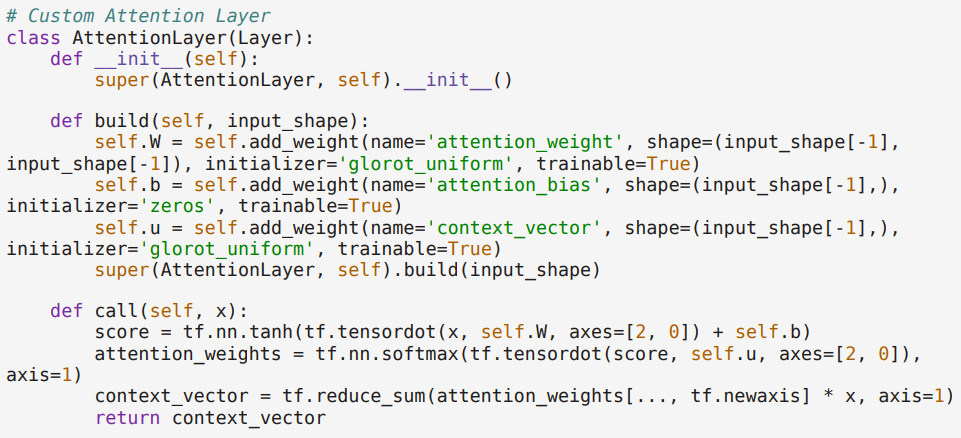 # Custom Attention Layer
class AttentionLayer(Layer):
    def __init__(self):
        super(AttentionLayer, self).__init__()

    def build(self, input_shape):
        self.W = self.add_weight(name='attention_weight', shape=(input_shape[-1],
input_shape[-1]), initializer='glorot_uniform', trainable=True)
        self.b = self.add_weight(name='attention_bias', shape=(input_shape[-1],),
initializer='zeros', trainable=True)
        self.u = self.add_weight(name='context_vector', shape=(input_shape[-1],),
initializer='glorot_uniform', trainable=True)
        super(AttentionLayer, self).build(input_shape)

    def call(self, x):
        score = tf.nn.tanh(tf.tensordot(x, self.W, axes=[2, 0]) + self.b)
        attention_weights = tf.nn.softmax(tf.tensordot(score, self.u, axes=[2, 0]),
axis=1)
        context_vector = tf.reduce_sum(attention_weights[..., tf.newaxis] * x, axis=1)
        return context_vector